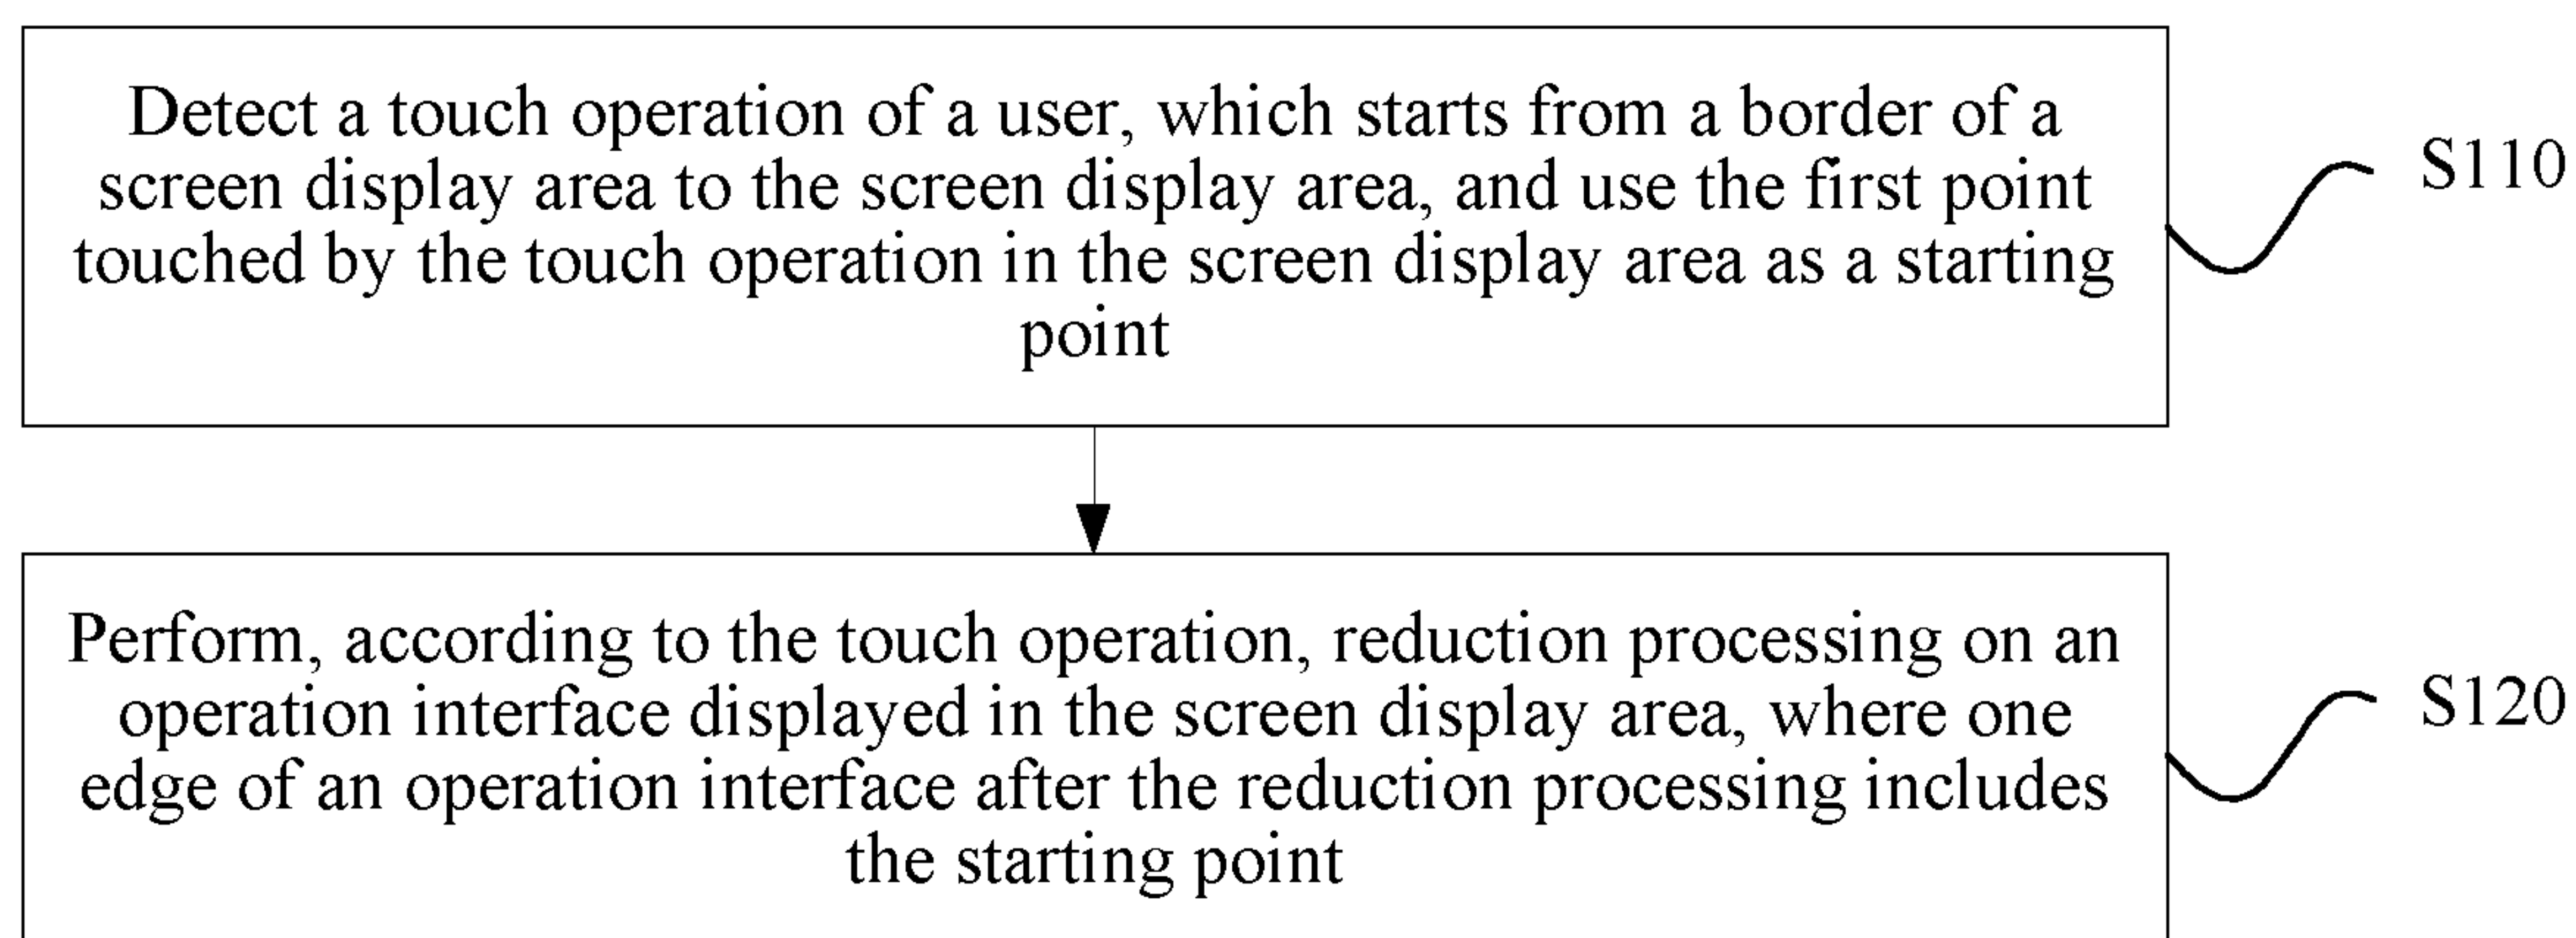 Detect a touch operation of a user, which starts from a border of a
screen display area to the screen display area, and use the first point
touched by the touch operation in the screen display area as a starting
point
S110
Perform, according to the touch operation, reduction processing on an
operation interface displayed in the screen display area, where one
edge of an operation interface after the reduction processing includes
the starting point
S120